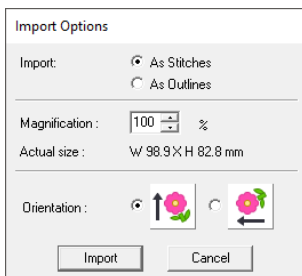 Import Options
Import: As Stitches
As Outlines
Magnification : 100 %
Actual size : W 98.9 X H 82.8 mm
Orientation :
Import Cancel